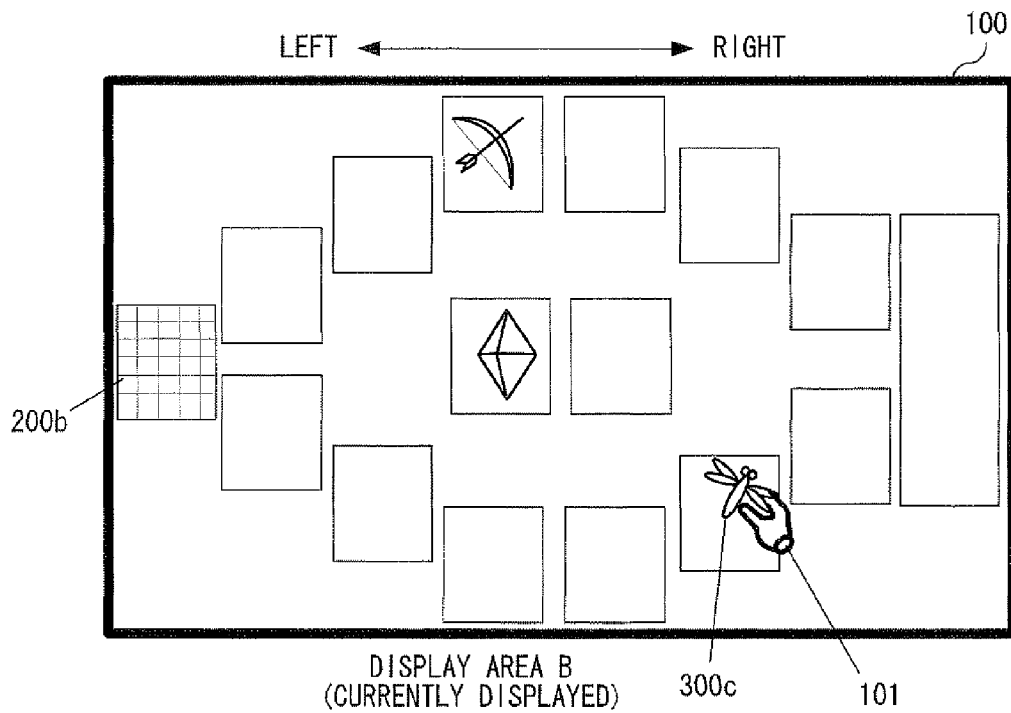 LEFT RIGHT 100
200b
DISPLAY AREA B
(CURRENTLY DISPLAYED)
300c 101